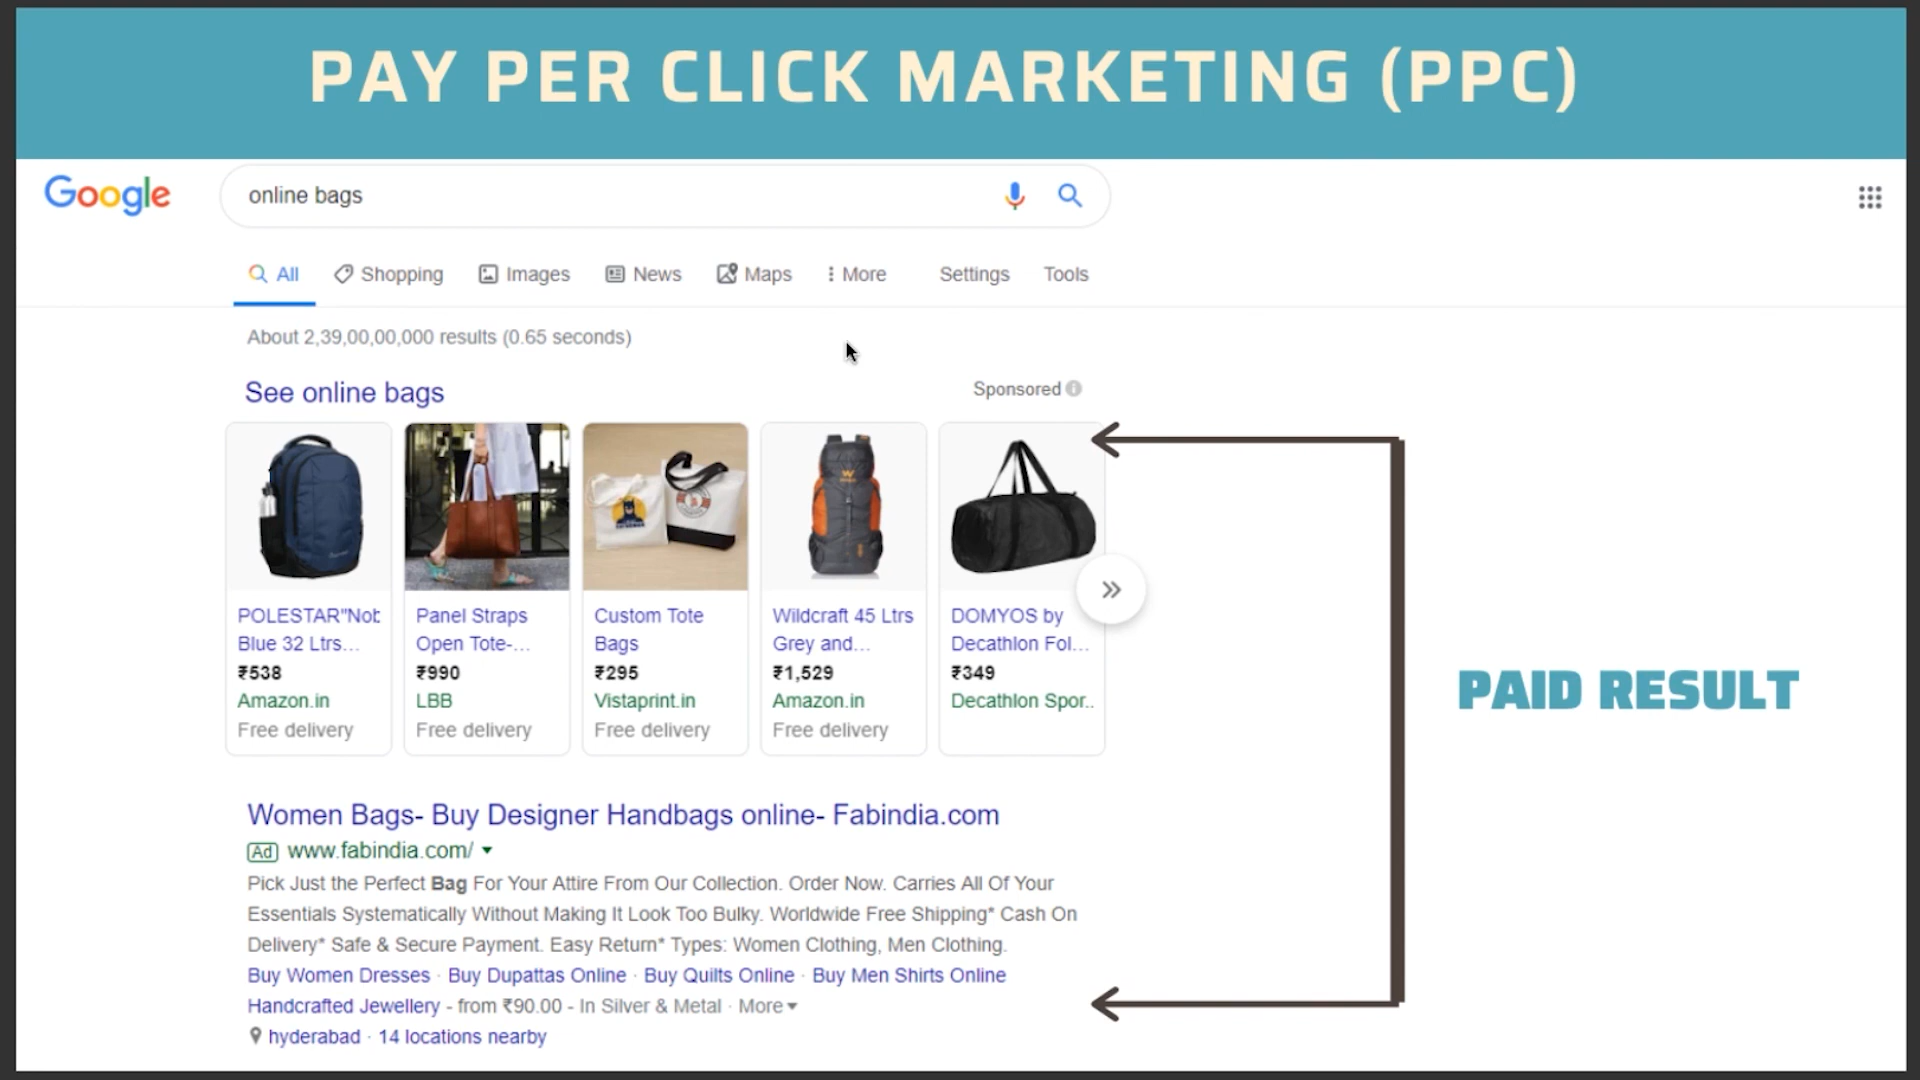 PAY PER CLICK MARKETING (PPC)
Google
online bags
All Shopping Images News Maps More Settings Tools
About 2,39,00,00,000 results (0.65 seconds)
See online bags
Sponsored
POLESTAR"Not
Blue 32 Ltrs...
₹538
Amazon.in
Free delivery
Panel Straps
Open Tote-...
₹990
LBB
Free delivery
Custom Tote
Bags
₹295
Vistaprint.in
Free delivery
Wildcraft 45 Ltrs
Grey and...
₹1,529
Amazon.in
Free delivery
DOMYOS by
Decathlon Fol...
₹349
Decathlon Spor..
PAID RESULT
Women Bags- Buy Designer Handbags online- Fabindia.com
Ad www.fabindia.com/
Pick Just the Perfect Bag For Your Attire From Our Collection. Order Now. Carries All Of Your
Essentials Systematically Without Making It Look Too Bulky. Worldwide Free Shipping* Cash On
Delivery* Safe & Secure Payment. Easy Return* Types: Women Clothing, Men Clothing.
Buy Women Dresses · Buy Dupattas Online · Buy Quilts Online · Buy Men Shirts Online
Handcrafted Jewellery - from ₹90.00 - In Silver & Metal · More
hyderabad · 14 locations nearby